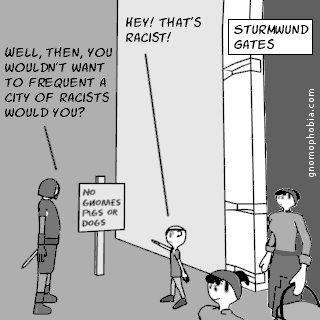 WELL, THEN, YOU
WOULDN'T WANT
TO FREQUENT A
CITY OF RACISTS
WOULD YOU?
HEY! THAT'S
RACIST!
STURMWUND
GATES
NO
GNOMES
PIGS OR
DOGS
gnomophobia.com